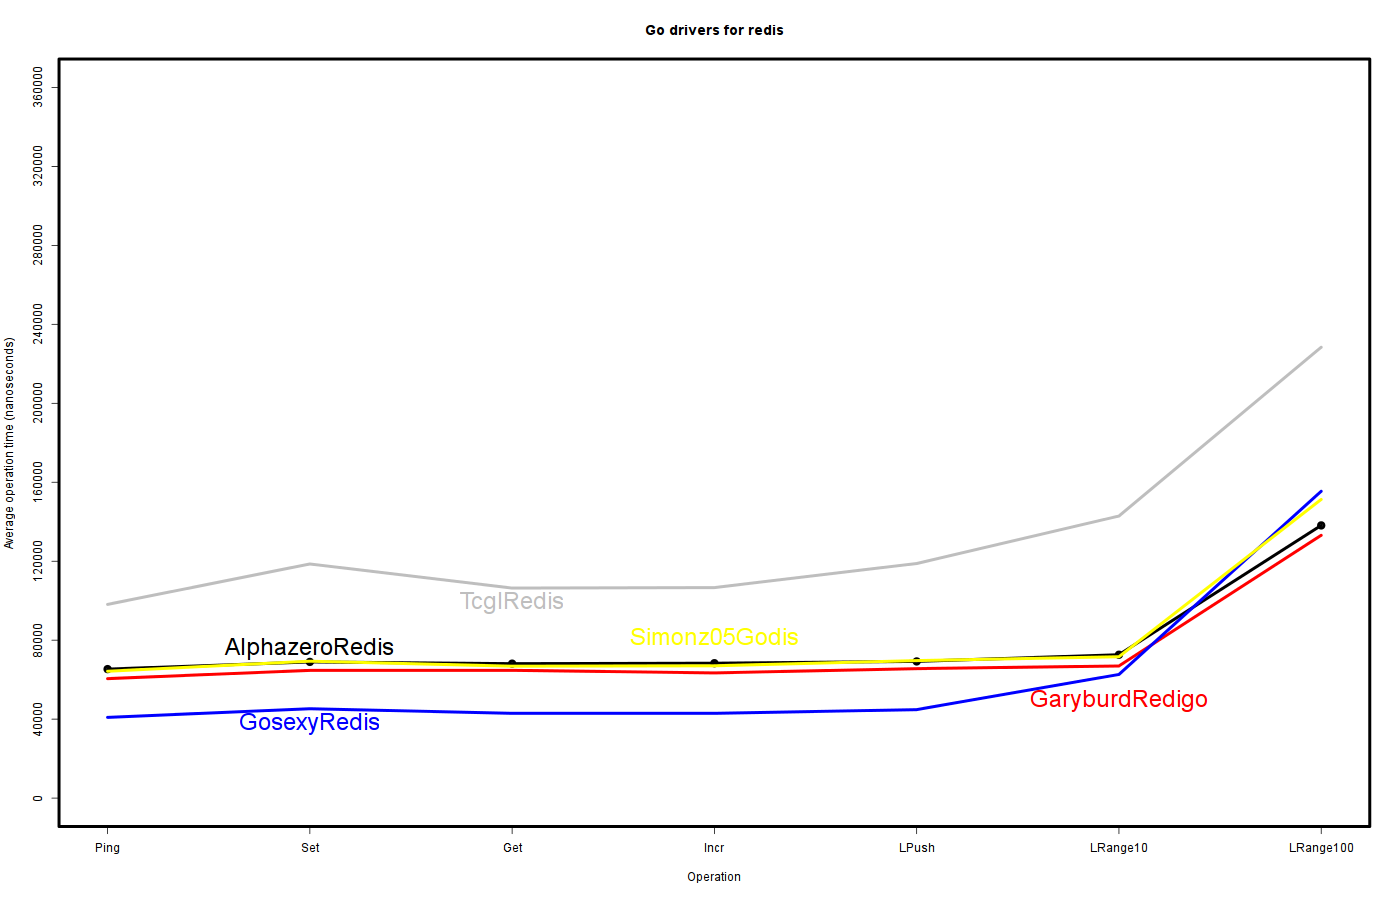 Go drivers for redis
Average operation time (nanoseconds)
360000
320000
280000
240000
200000
160000
120000
80000
40000
0
TcglRedis
Simonz05Godis
AlphazeroRedis
GaryburdRedigo
GosexyRedis
Ping Set Get Incr LPush LRange10 LRange100
Operation